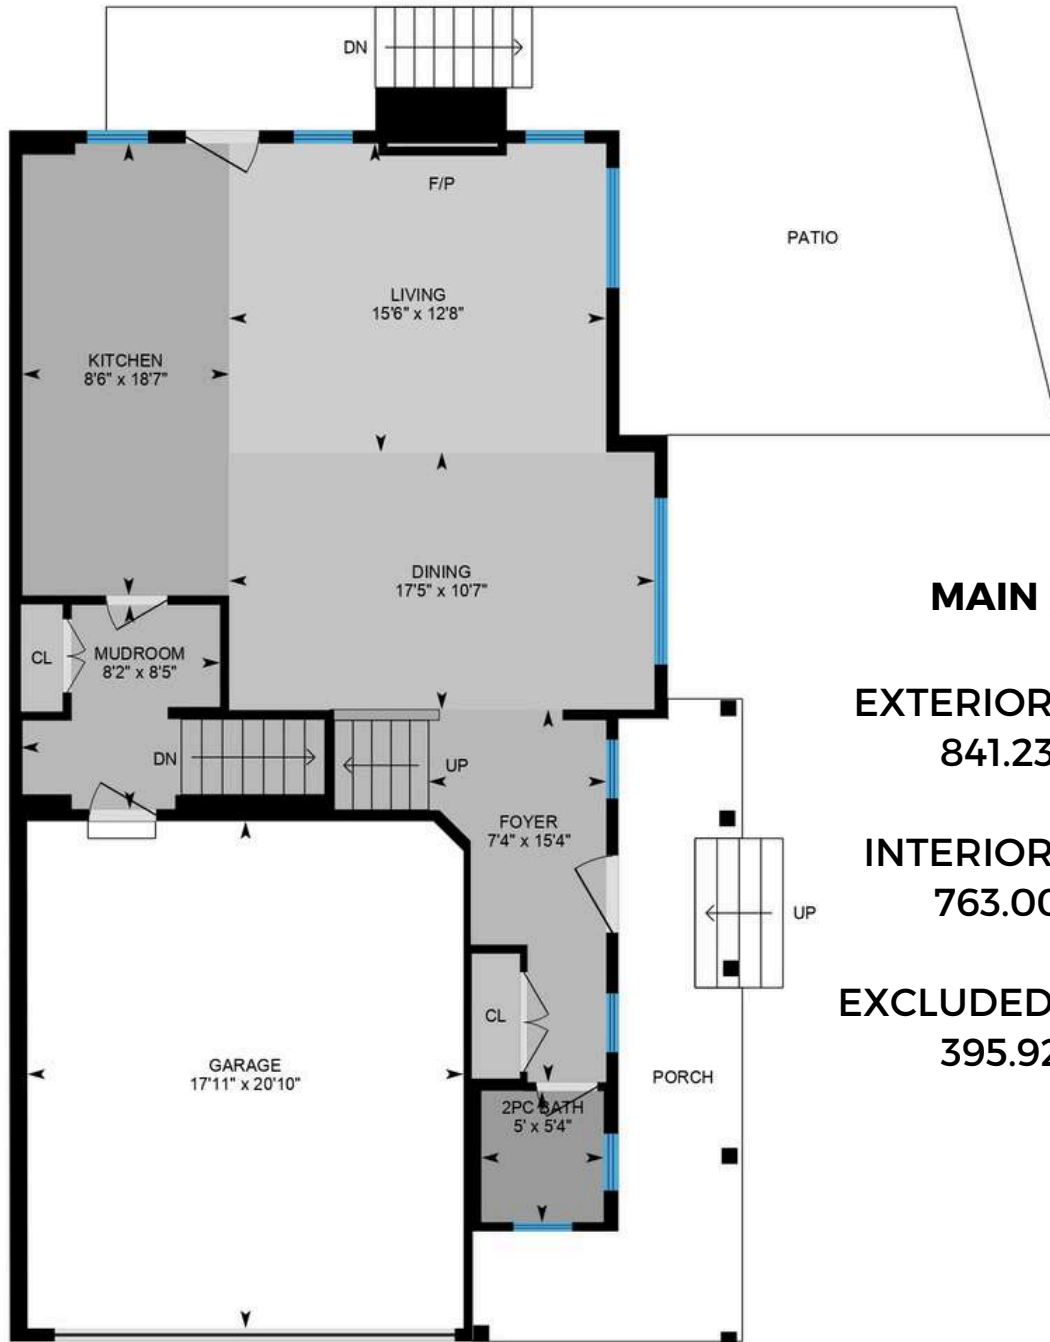 DN
F/P
PATIO
LIVING
15'6" x 12'8"
KITCHEN
8'6" x 18'7"
DINING
17'5" x 10'7"
MAIN
CL
MUDROOM
8'2" x 8'5"
EXTERIOR
841.23
DN
UP
FOYER
7'4" x 15'4"
INTERIOR
763.00
UP
CL
EXCLUDED
395.92
GARAGE
17'11" x 20'10"
PORCH
2PC BATH
5' x 5'4"